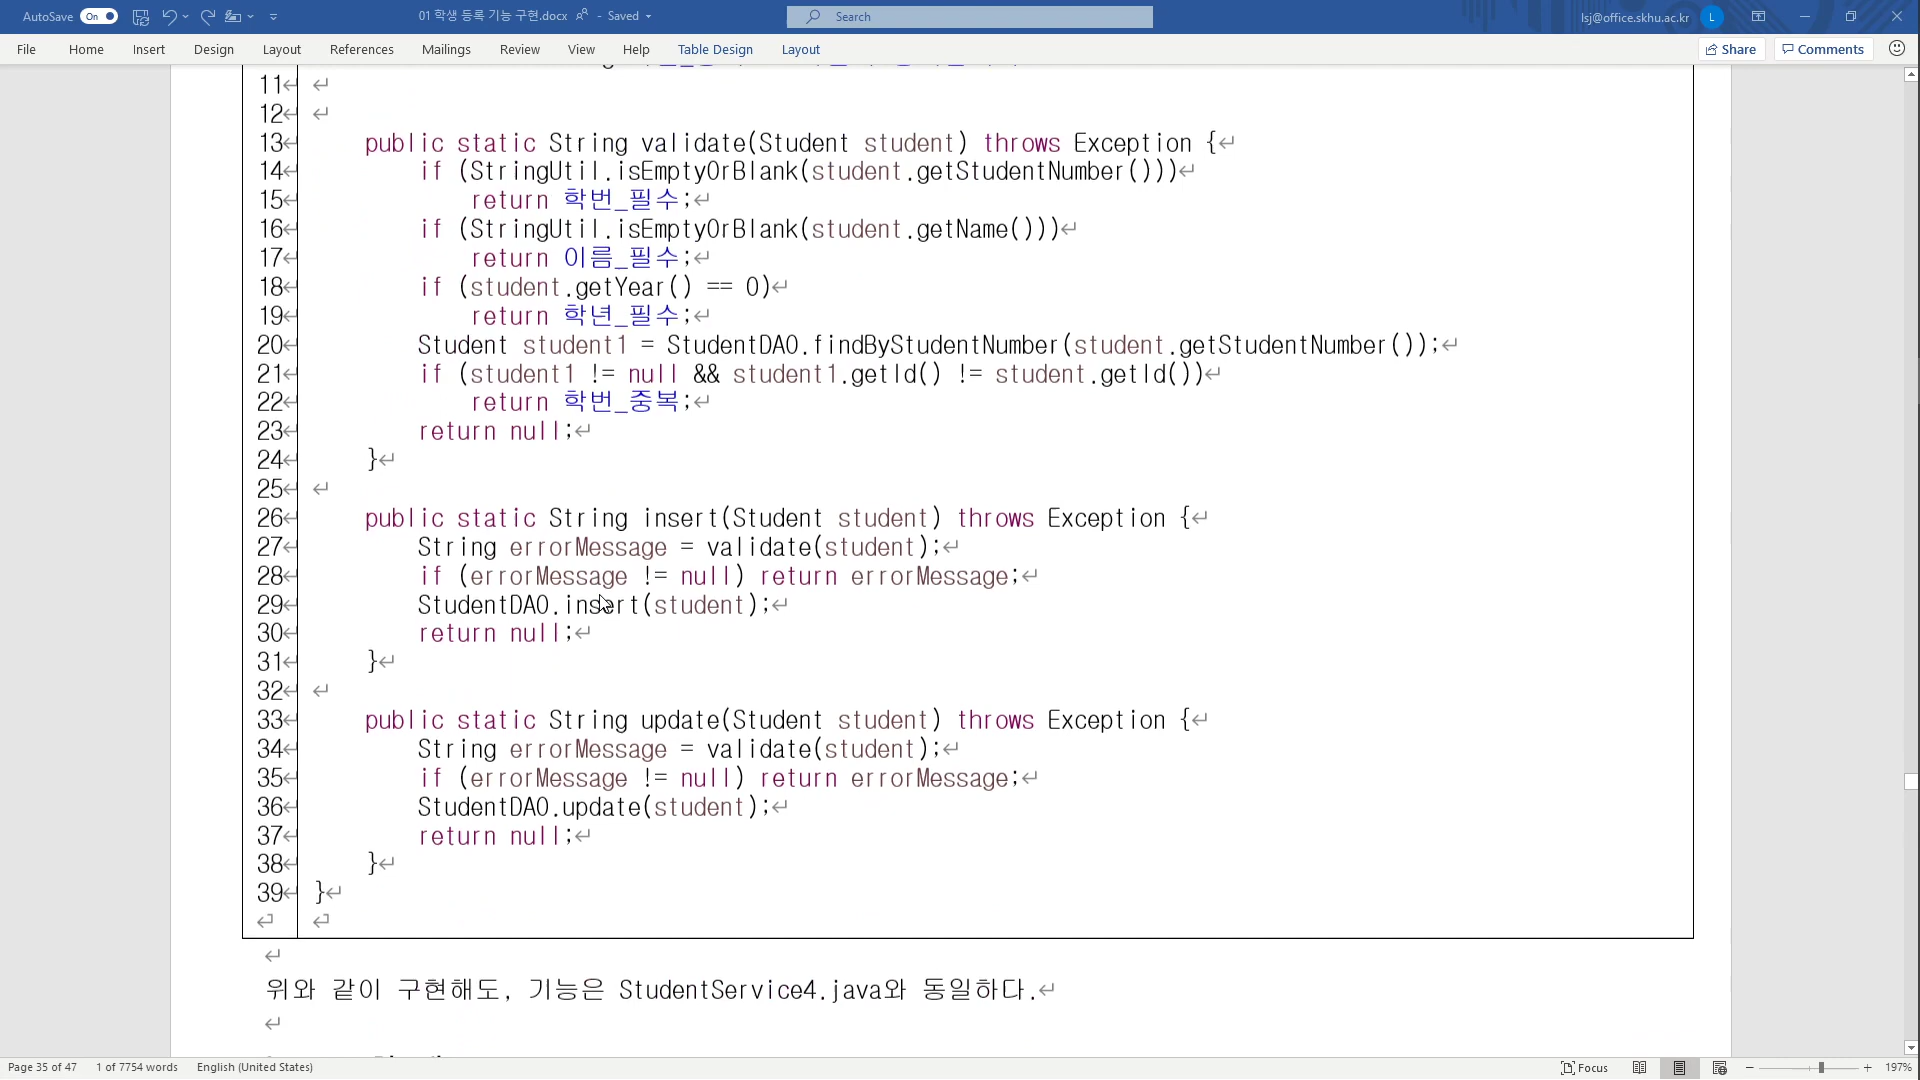 AutoSave On 01 학생 등록 기능 구현.docx - Saved Search lsj@office.skhu.ac.kr L
File Home Insert Design Layout References Mailings Review View Help Table Design Layout Share Comments
11
12
13 public static String validate(Student student) throws Exception {
14 if (StringUtil.isEmptyOrBlank(student.getStudentNumber()))
15 return 학번_필수;
16 if (StringUtil.isEmptyOrBlank(student.getName()))
17 return 이름_필수;
18 if (student.getYear() == 0)
19 return 학년_필수;
20 Student student1 = StudentDAO.findByStudentNumber(student.getStudentNumber());
21 if (student1 != null && student1.getId() != student.getId())
22 return 학번_중복;
23 return null;
24 }
25
26 public static String insert(Student student) throws Exception {
27 String errorMessage = validate(student);
28 if (errorMessage != null) return errorMessage;
29 StudentDAO.insert(student);
30 return null;
31 }
32
33 public static String update(Student student) throws Exception {
34 String errorMessage = validate(student);
35 if (errorMessage != null) return errorMessage;
36 StudentDAO.update(student);
37 return null;
38 }
39 }
위와 같이 구현해도, 기능은 StudentService4.java와 동일하다.
Page 35 of 47 1 of 7754 words English (United States) Focus 197%